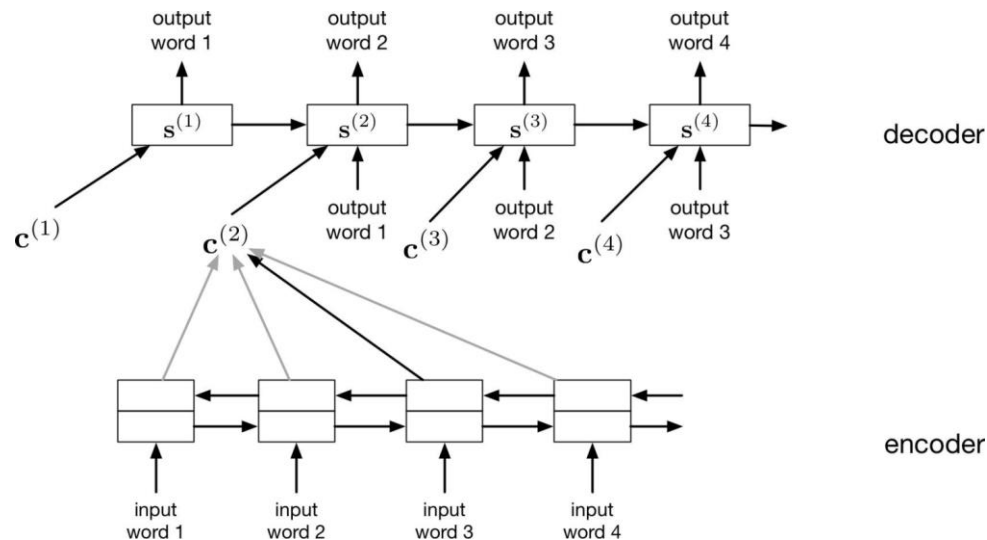 output
word 1
output
word 2
output
word 3
output
word 4
s(1)
s(2)
s(3)
s(4)
decoder
c(1)
c(2)
output
word 1
c(3)
output
word 2
c(4)
output
word 3
encoder
input
word 1
input
word 2
input
word 3
input
word 4